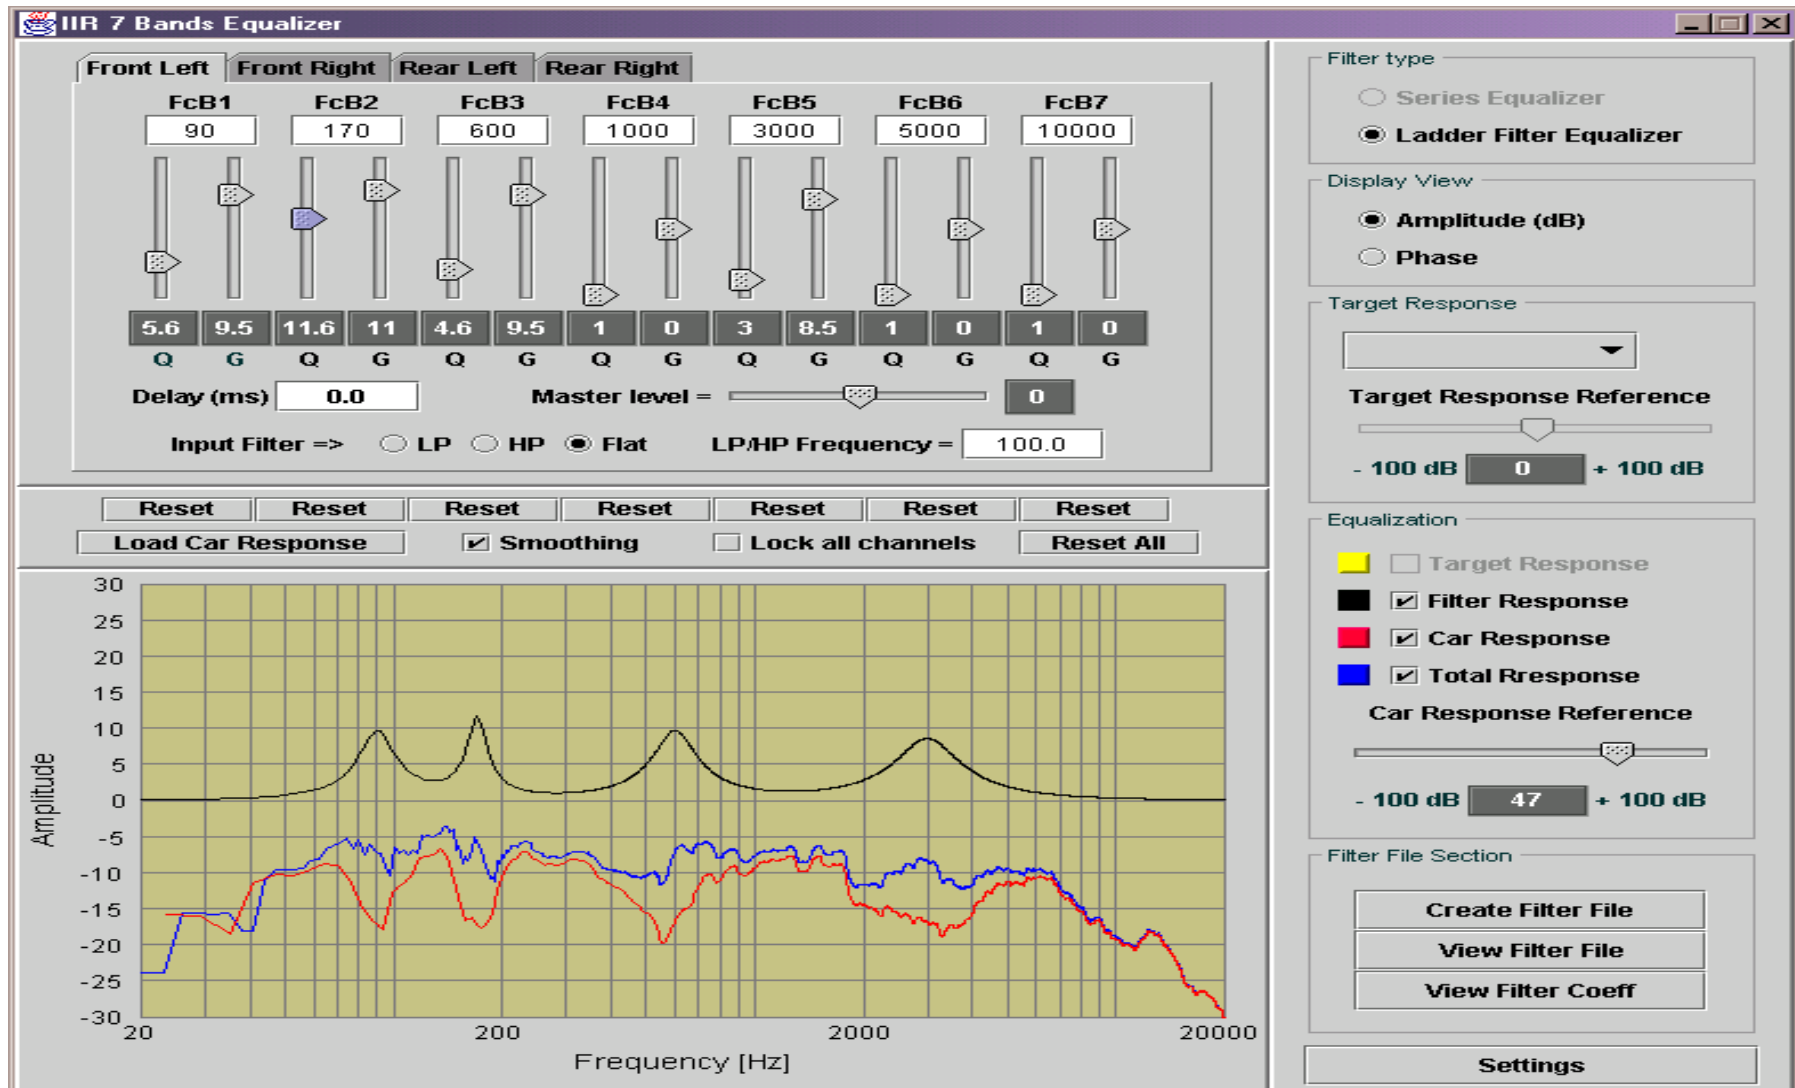 IIR 7 Bands Equalizer
Front Left Front Right Rear Left Rear Right
FcB1 FcB2 FcB3 FcB4 FcB5 FcB6 FcB7
90 170 600 1000 3000 5000 10000
5.6 9.5 11.6 11 4.6 9.5 1 0 3 8.5 1 0 1 0
Q G Q G Q G Q G Q G Q G Q G
Delay (ms) 0.0 Master level = 0
Input Filter => LP HP Flat LP/HP Frequency = 100.0
Reset Reset Reset Reset Reset Reset Reset
Load Car Response Smoothing Lock all channels Reset All
30
25
20
15
10
5
0
-5
-10
-15
-20
-25
-30
Amplitude
20 200 2000 20000
Frequency [Hz]
Filter type
Series Equalizer
Ladder Filter Equalizer
Display View
Amplitude (dB)
Phase
Target Response
Target Response Reference
- 100 dB 0 + 100 dB
Equalization
Target Response
Filter Response
Car Response
Total Rresponse
Car Response Reference
- 100 dB 47 + 100 dB
Filter File Section
Create Filter File
View Filter File
View Filter Coeff
Settings